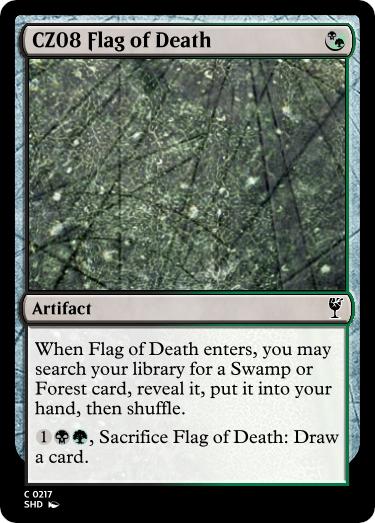 CZ08 Flag of Death
Artifact
When Flag of Death enters, you may
search your library for a Swamp or
Forest card, reveal it, put it into your
hand, then shuffle.
1, Sacrifice Flag of Death: Draw
a card.
C 0217
SHD